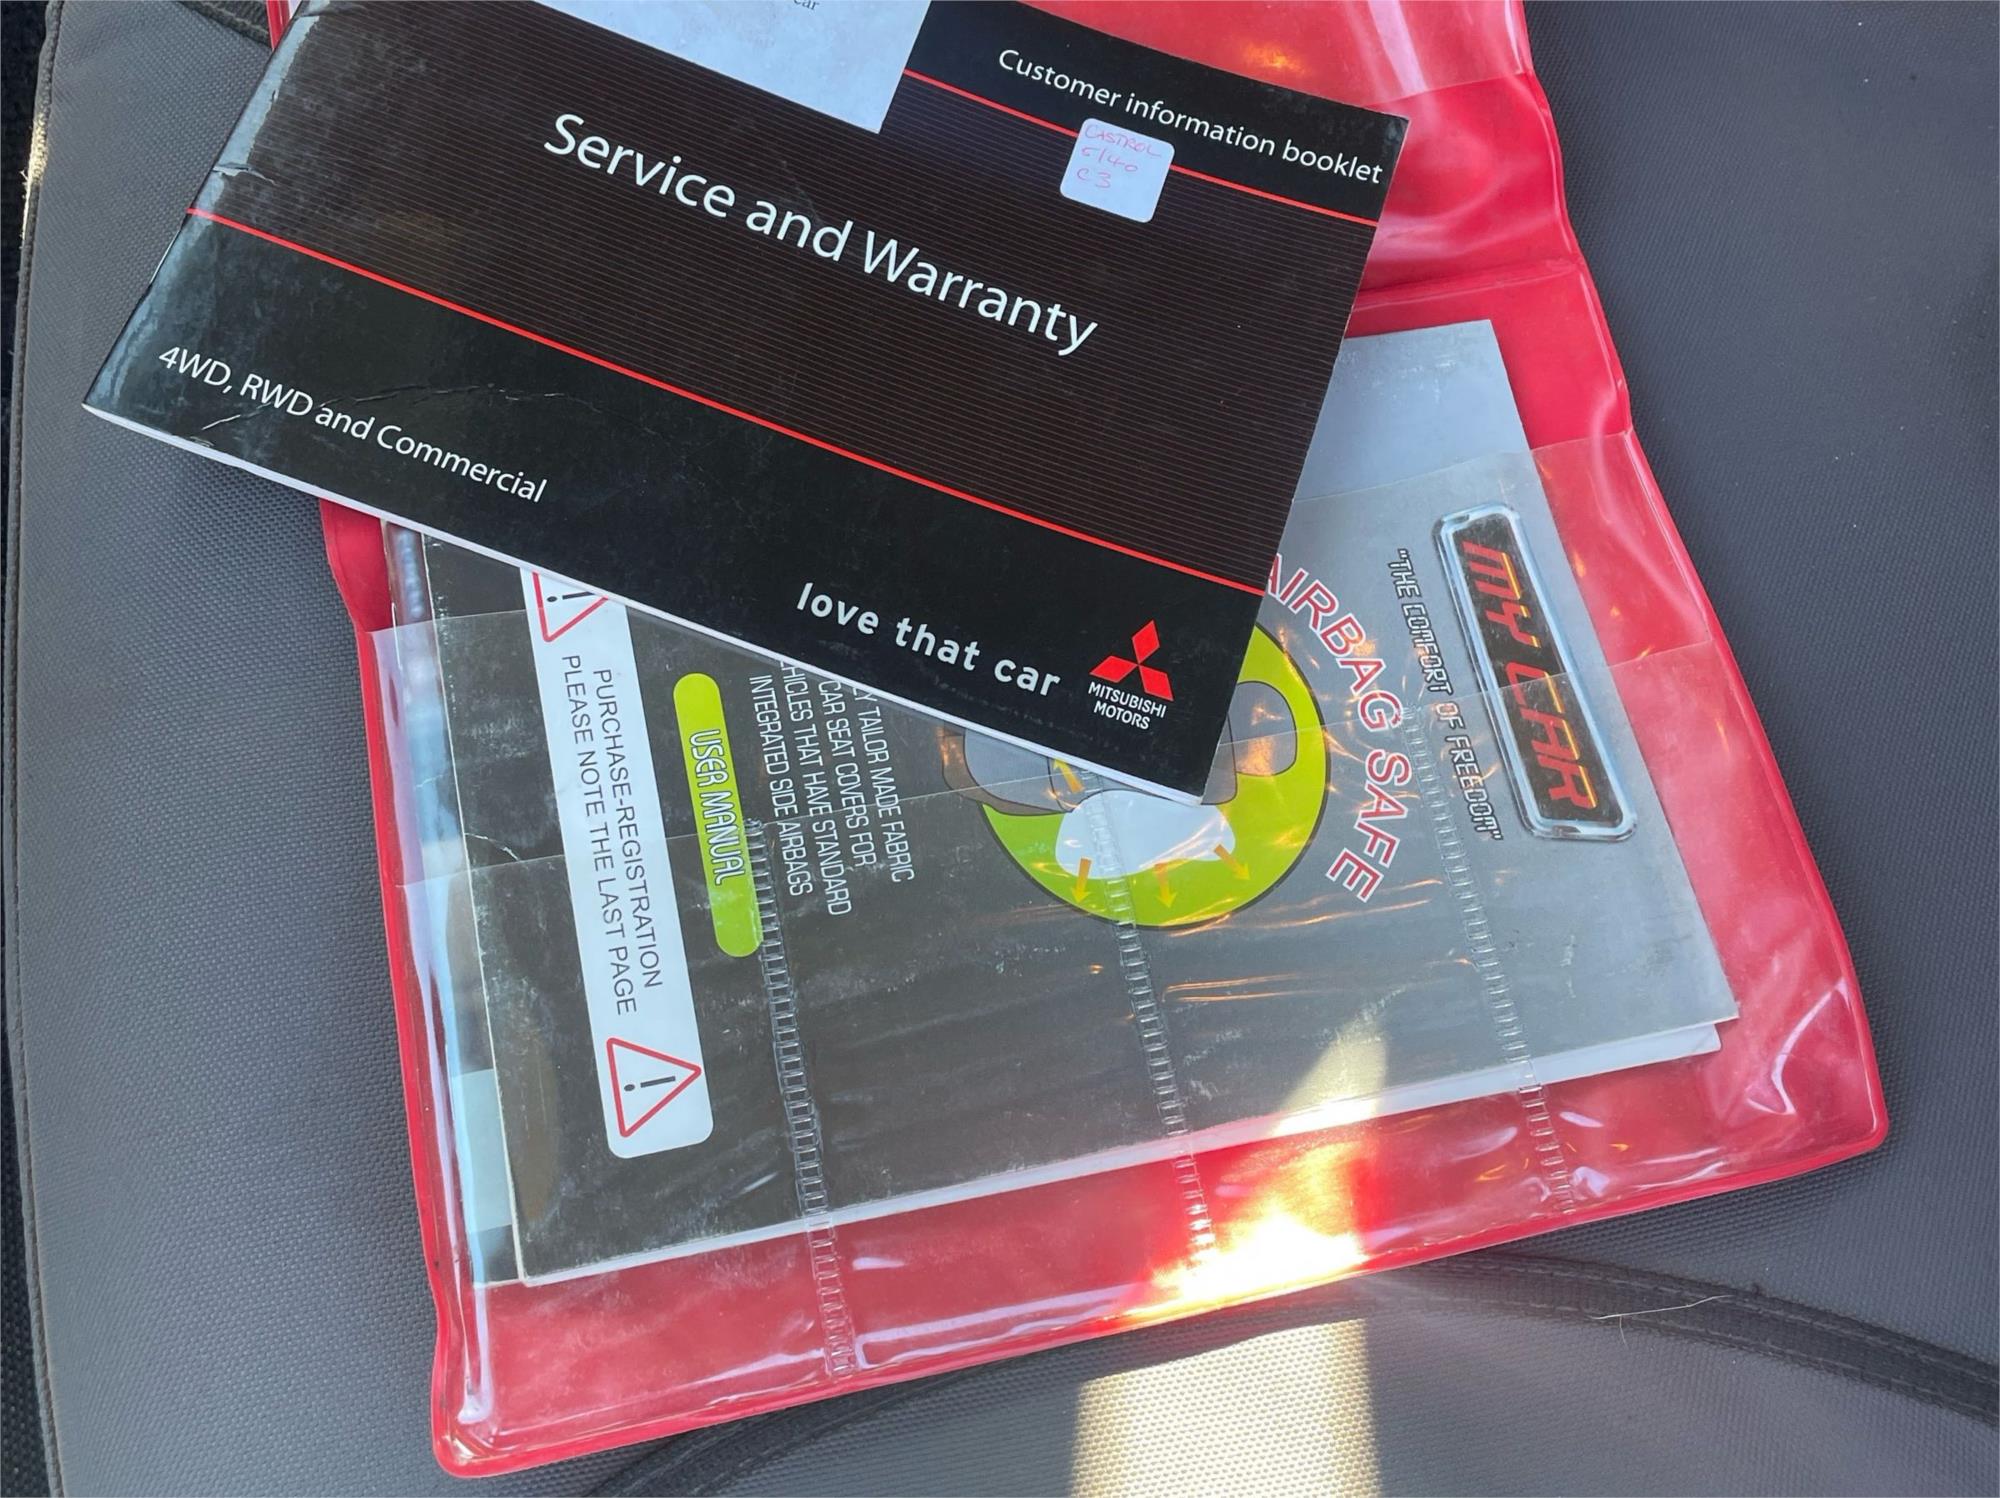 car
Customer information booklet
CASTROL
5/40
C3
Service and Warranty
4WD, RWD and Commercial
love that car
MITSUBISHI
MOTORS
MY CAR
"THE COMFORT OF FREEDOM"
AIRBAG SAFE
TAILOR MADE FABRIC
CAR SEAT COVERS FOR
THAT HAVE STANDARD
INTEGRATED SIDE AIRBAGS
USER MANUAL
PURCHASE-REGISTRATION
PLEASE NOTE THE LAST PAGE